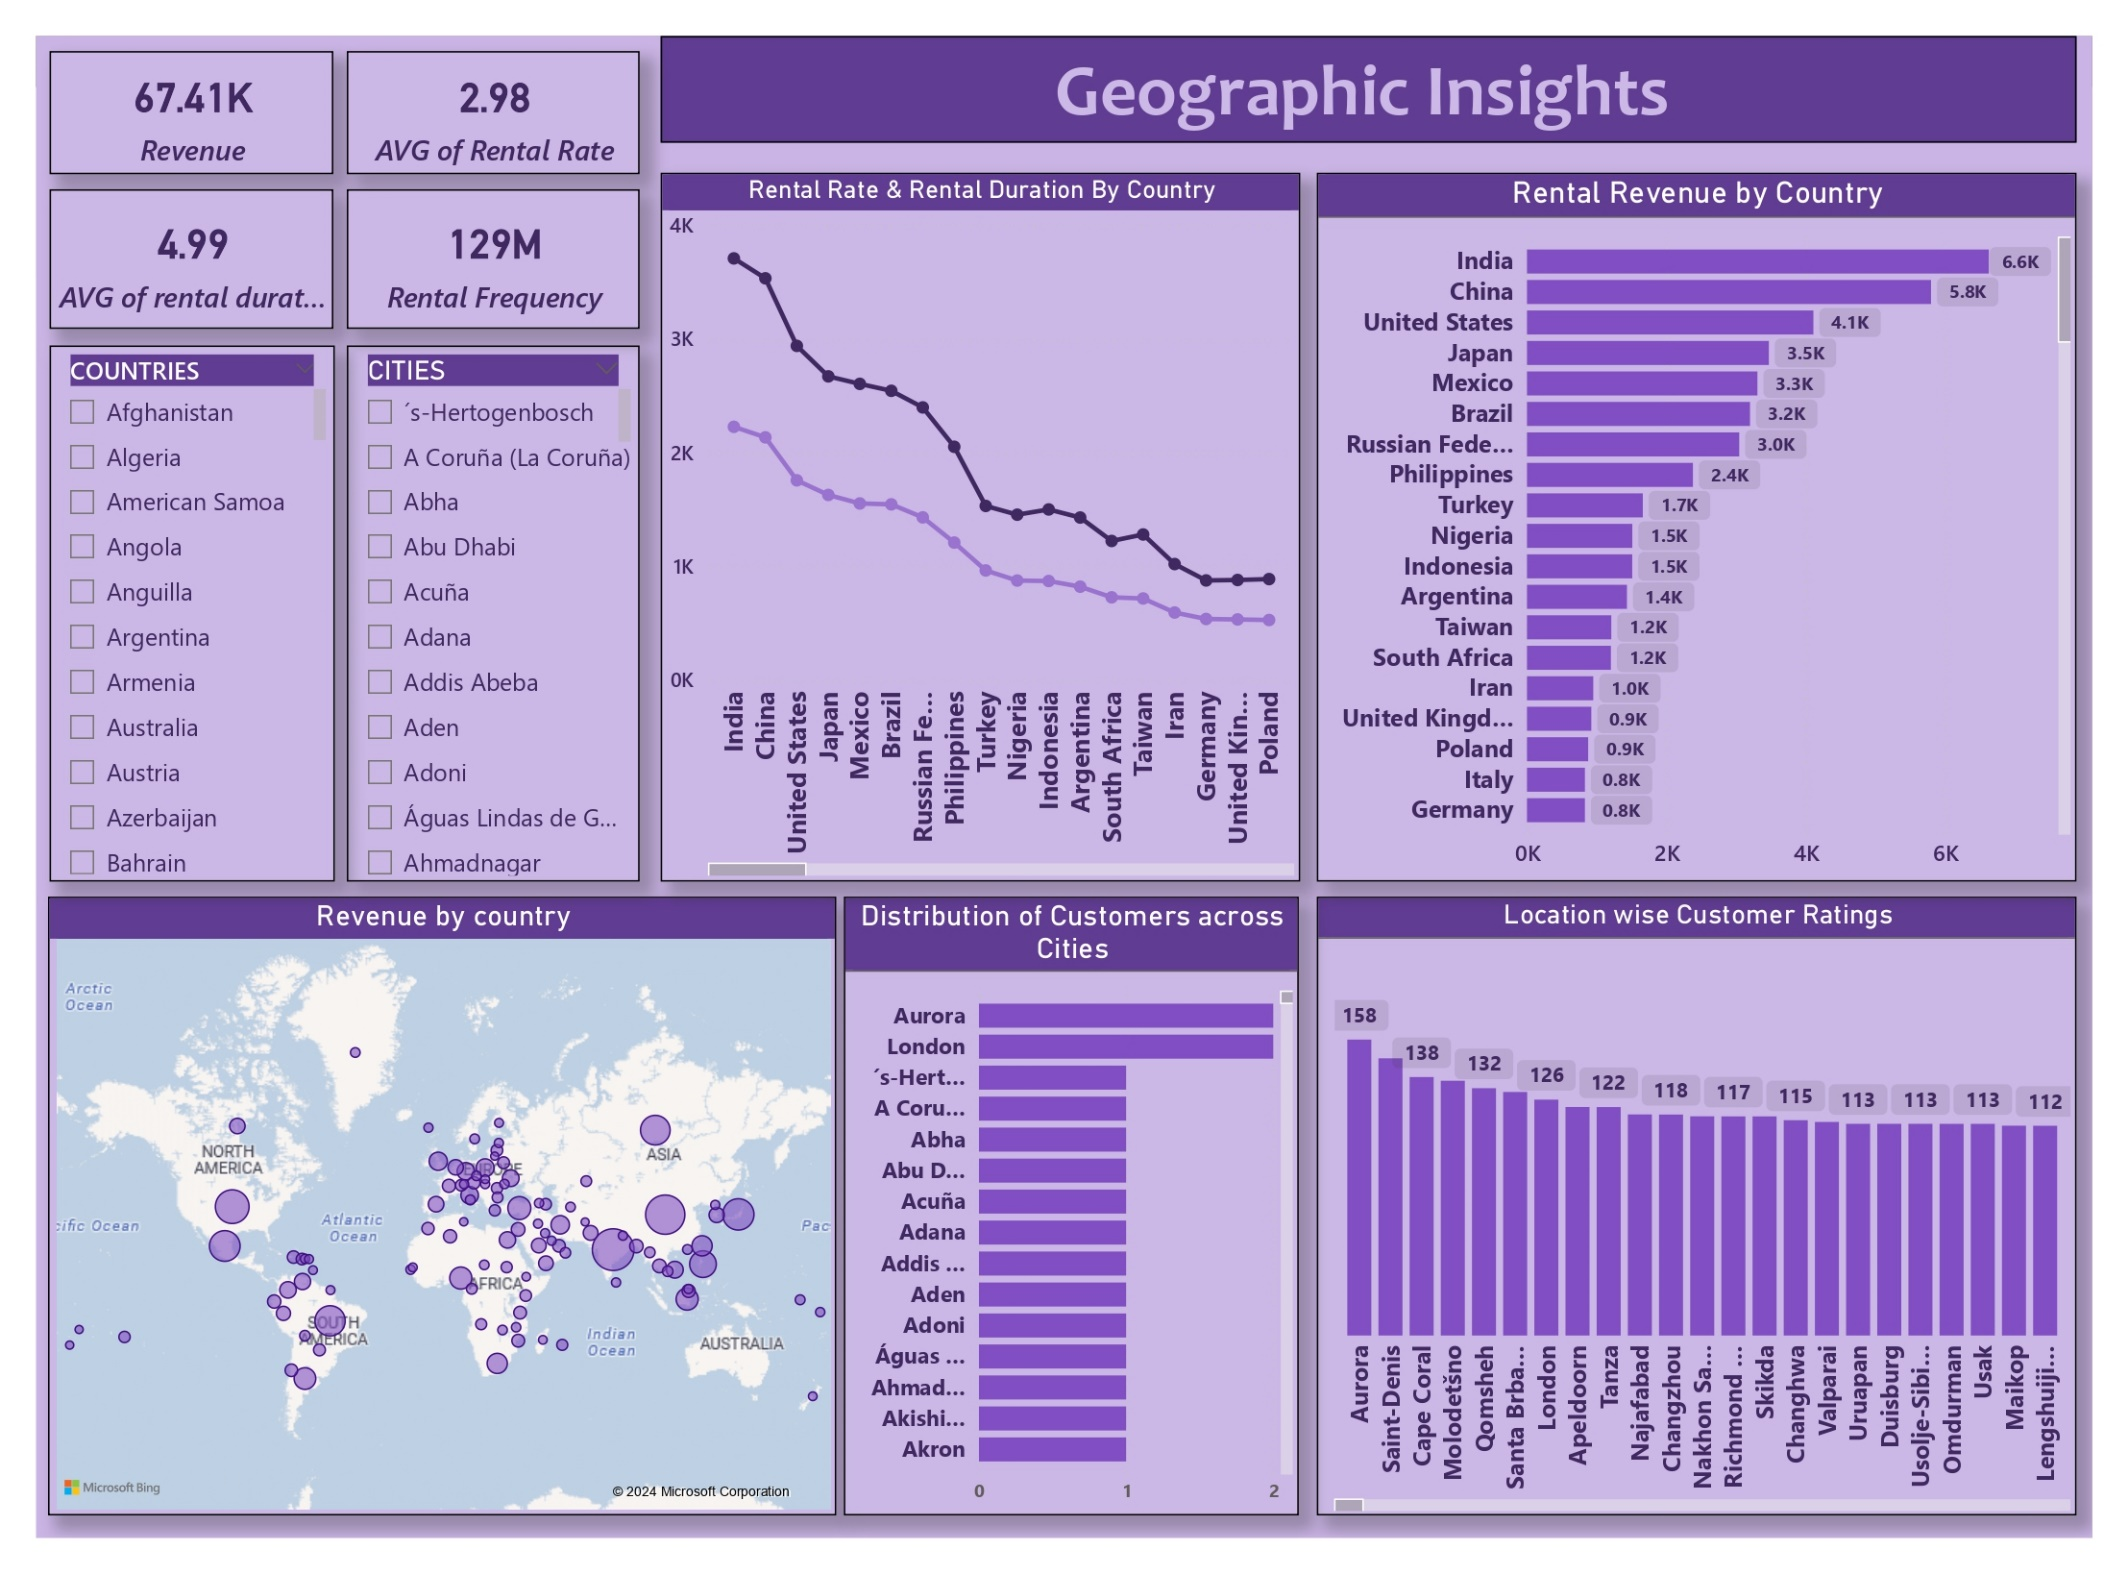 67.41K
Revenue
2.98
AVG of Rental Rate
4.99
AVG of rental durat...
129M
Rental Frequency
Geographic Insights
COUNTRIES
Afghanistan
Algeria
American Samoa
Angola
Anguilla
Argentina
Armenia
Australia
Austria
Azerbaijan
Bahrain
CITIES
´s-Hertogenbosch
A Coruña (La Coruña)
Abha
Abu Dhabi
Acuña
Adana
Addis Abeba
Aden
Adoni
Águas Lindas de G...
Ahmadnagar
Rental Rate & Rental Duration By Country
4K
3K
2K
1K
0K
India
China
United States
Japan
Mexico
Brazil
Russian Fe...
Philippines
Turkey
Nigeria
Indonesia
Argentina
South Africa
Taiwan
Iran
Germany
United Kin...
Poland
Rental Revenue by Country
India 6.6K
China 5.8K
United States 4.1K
Japan 3.5K
Mexico 3.3K
Brazil 3.2K
Russian Fede... 3.0K
Philippines 2.4K
Turkey 1.7K
Nigeria 1.5K
Indonesia 1.5K
Argentina 1.4K
Taiwan 1.2K
South Africa 1.2K
Iran 1.0K
United Kingd... 0.9K
Poland 0.9K
Italy 0.8K
Germany 0.8K
0K 2K 4K 6K
Revenue by country
Arctic
Ocean
NORTH
AMERICA
EUROPE
ASIA
cific Ocean
Atlantic
Ocean
Pac
AFRICA
SOUTH
AMERICA
Indian
Ocean
AUSTRALIA
Microsoft Bing
© 2024 Microsoft Corporation
Distribution of Customers across
Cities
Aurora
London
´s-Hert...
A Coru...
Abha
Abu D...
Acuña
Adana
Addis ...
Aden
Adoni
Águas ...
Ahmad...
Akishi...
Akron
0 1 2
Location wise Customer Ratings
158
138
132
126
122
118
117
115
113
113
113
112
Aurora
Saint-Denis
Cape Coral
Molodetšno
Qomsheh
Santa Brba...
London
Apeldoorn
Tanza
Najafabad
Changzhou
Nakhon Sa...
Richmond ...
Skikda
Changhwa
Valparai
Uruapan
Duisburg
Usolje-Sibi...
Omdurman
Usak
Maikop
Lengshuiji...